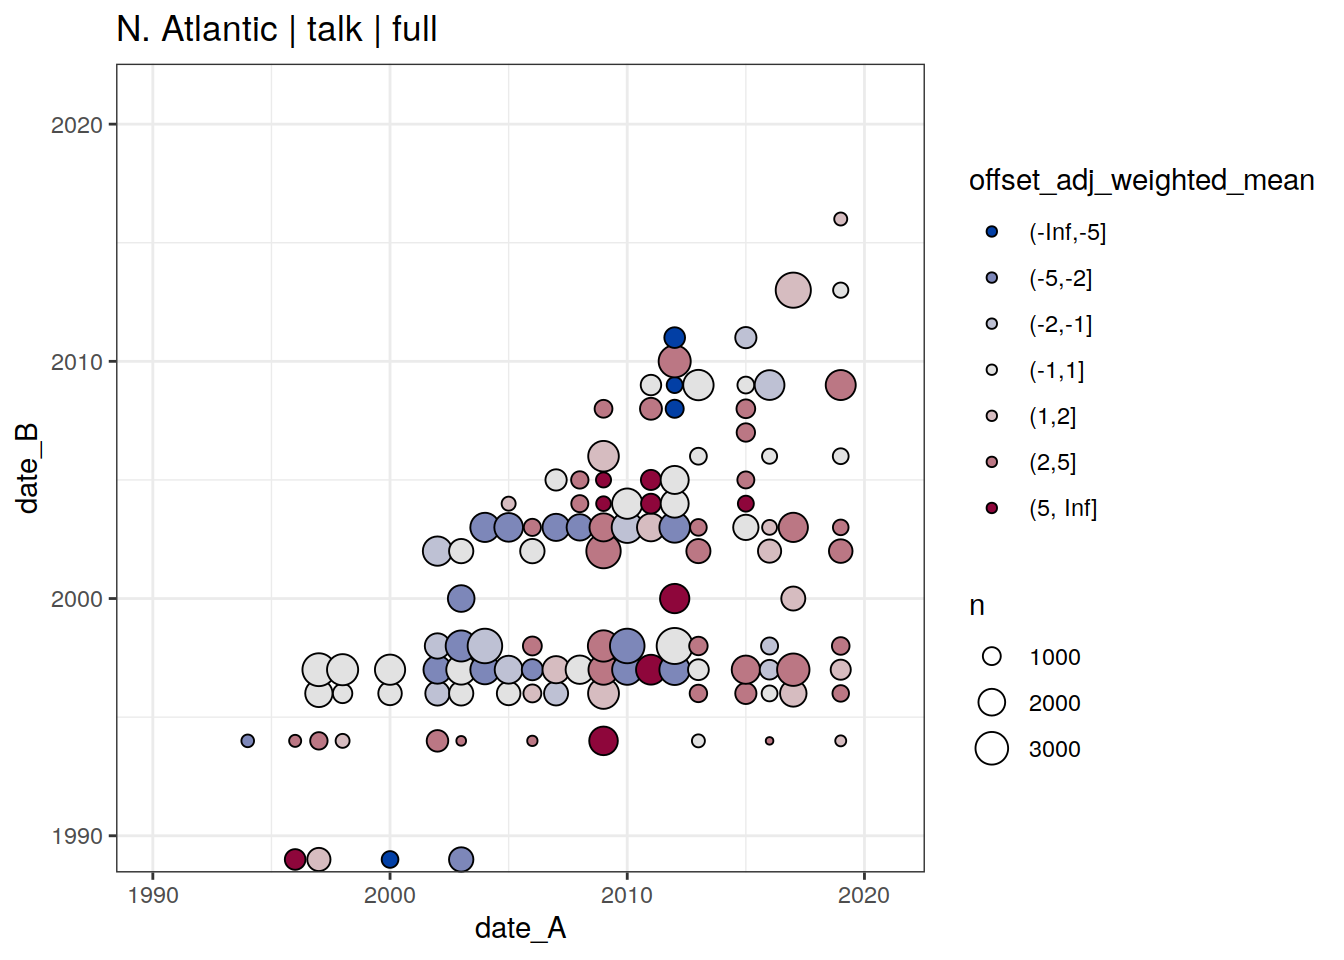 N. Atlantic | talk | full
2020
2010
2000
1990
date_B
1990
2000
2010
2020
date_A
offset_adj_weighted_mean
(-Inf,-5]
(-5,-2]
(-2,-1]
(-1,1]
(1,2]
(2,5]
(5, Inf]
n
1000
2000
3000